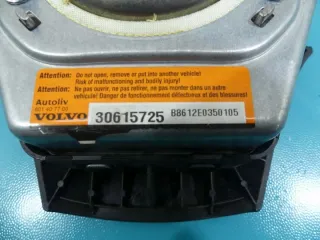 Attention: Do not open, remove or put into another vehicle!
Risk of malfunctioning and bodily injury!
Attention: Ne pas ouvrir, ne pas retirer, ne pas monter dans un autre
véhicule! Danger de fonctionnement défectueux et des blessures!
Autoliv
VOLVO 30615725 B8612E0350105